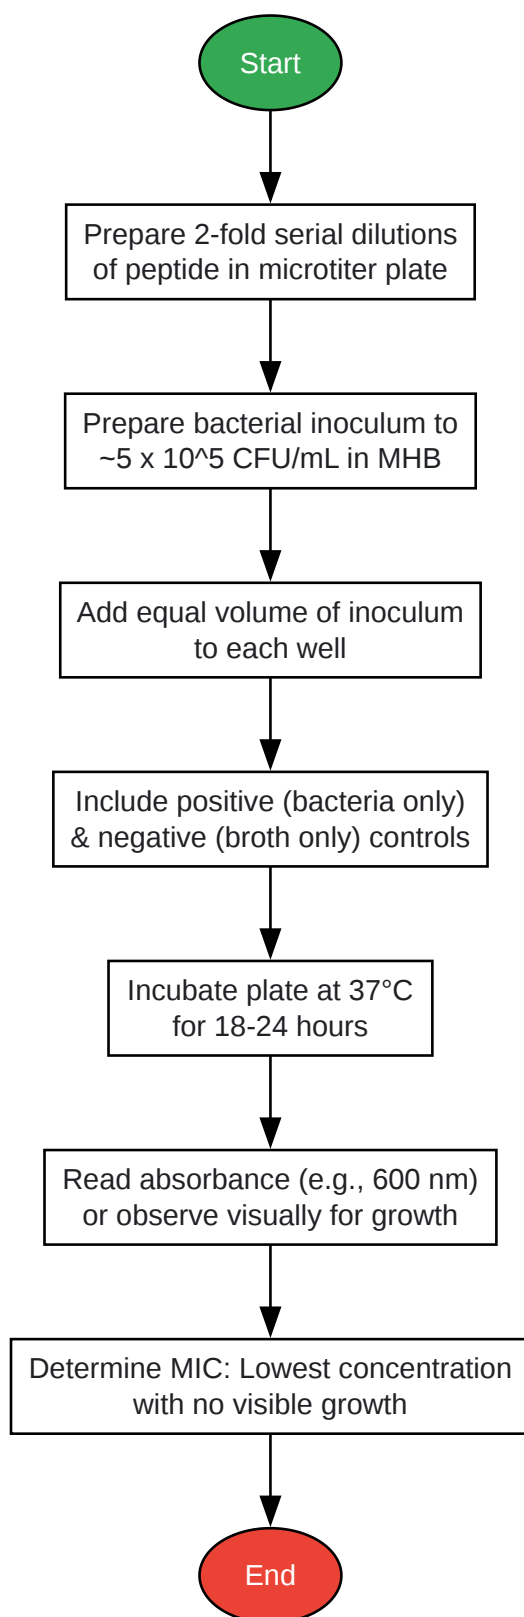 Start
Prepare 2-fold serial dilutions
of peptide in microtiter plate
Prepare bacterial inoculum to
~5 x 10^5 CFU/mL in MHB
Add equal volume of inoculum
to each well
Include positive (bacteria only)
& negative (broth only) controls
Incubate plate at 37°C
for 18-24 hours
Read absorbance (e.g., 600 nm)
or observe visually for growth
Determine MIC: Lowest concentration
with no visible growth
End